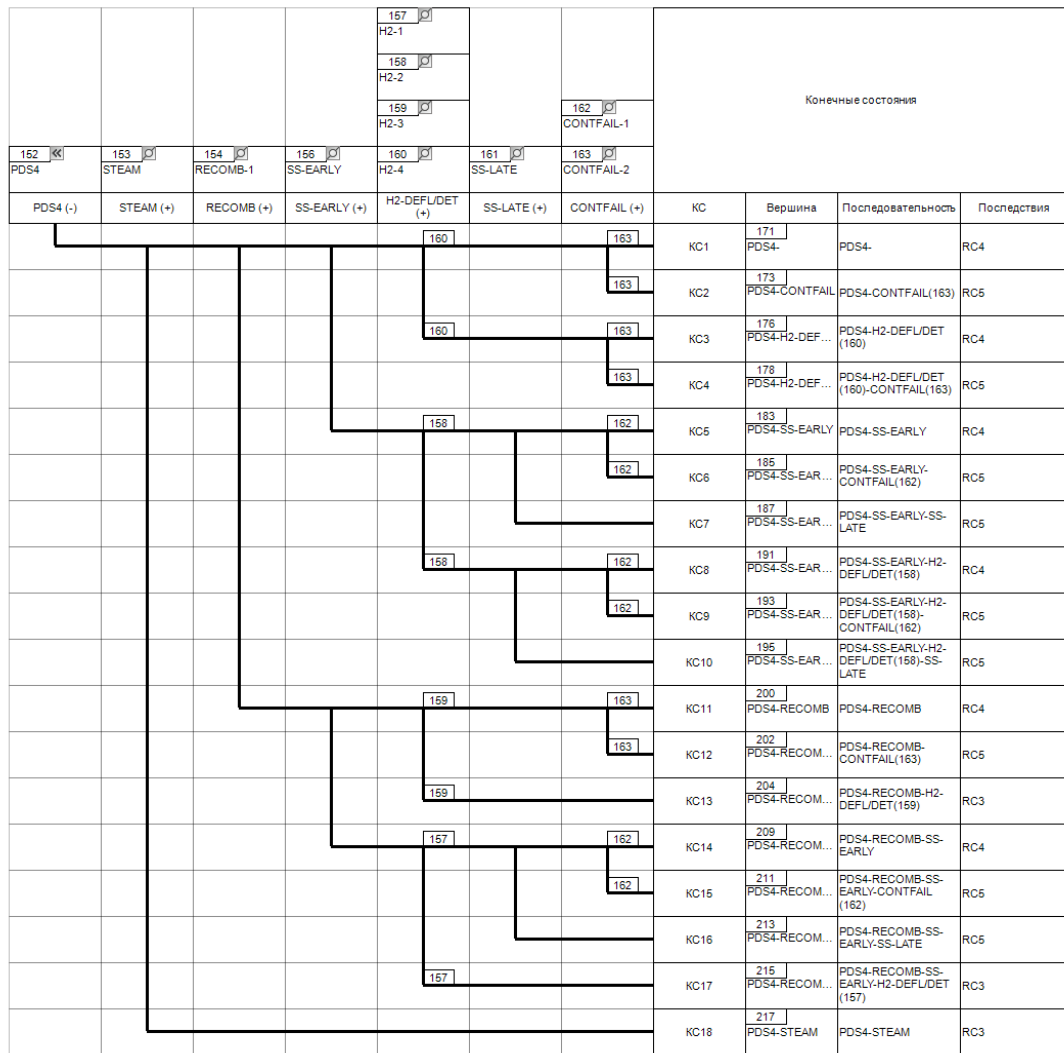 157
H2-1
158
H2-2
159
H2-3
162
CONTFAIL-1
Конечные состояния
152
PDS4
153
STEAM
154
RECOMB-1
156
SS-EARLY
160
H2-4
161
SS-LATE
163
CONTFAIL-2
PDS4 (-)
STEAM (+)
RECOMB (+)
SS-EARLY (+)
H2-DEFL/DET
(+)
SS-LATE (+)
CONTFAIL (+)
КС
Вершина
Последовательность
Последствия
160
163
КС1
171
PDS4-
PDS4-
RC4
163
КС2
173
PDS4-CONTFAIL
PDS4-CONTFAIL(163)
RC5
160
163
КС3
176
PDS4-H2-DEF...
PDS4-H2-DEFL/DET
(160)
RC4
163
КС4
178
PDS4-H2-DEF...
PDS4-H2-DEFL/DET
(160)-CONTFAIL(163)
RC5
158
162
КС5
183
PDS4-SS-EARLY
PDS4-SS-EARLY
RC4
162
КС6
185
PDS4-SS-EAR...
PDS4-SS-EARLY-
CONTFAIL(162)
RC5
КС7
187
PDS4-SS-EAR...
PDS4-SS-EARLY-SS-
LATE
RC5
158
162
КС8
191
PDS4-SS-EAR...
PDS4-SS-EARLY-H2-
DEFL/DET(158)
RC4
162
КС9
193
PDS4-SS-EAR...
PDS4-SS-EARLY-H2-
DEFL/DET(158)-
CONTFAIL(162)
RC5
КС10
195
PDS4-SS-EAR...
PDS4-SS-EARLY-H2-
DEFL/DET(158)-SS-
LATE
RC5
159
163
КС11
200
PDS4-RECOMB
PDS4-RECOMB
RC4
163
КС12
202
PDS4-RECOM...
PDS4-RECOMB-
CONTFAIL(163)
RC5
159
КС13
204
PDS4-RECOM...
PDS4-RECOMB-H2-
DEFL/DET(159)
RC3
157
162
КС14
209
PDS4-RECOM...
PDS4-RECOMB-SS-
EARLY
RC4
162
КС15
211
PDS4-RECOM...
PDS4-RECOMB-SS-
EARLY-CONTFAIL
(162)
RC5
КС16
213
PDS4-RECOM...
PDS4-RECOMB-SS-
EARLY-SS-LATE
RC5
157
КС17
215
PDS4-RECOM...
PDS4-RECOMB-SS-
EARLY-H2-DEFL/DET
(157)
RC3
КС18
217
PDS4-STEAM
PDS4-STEAM
RC3